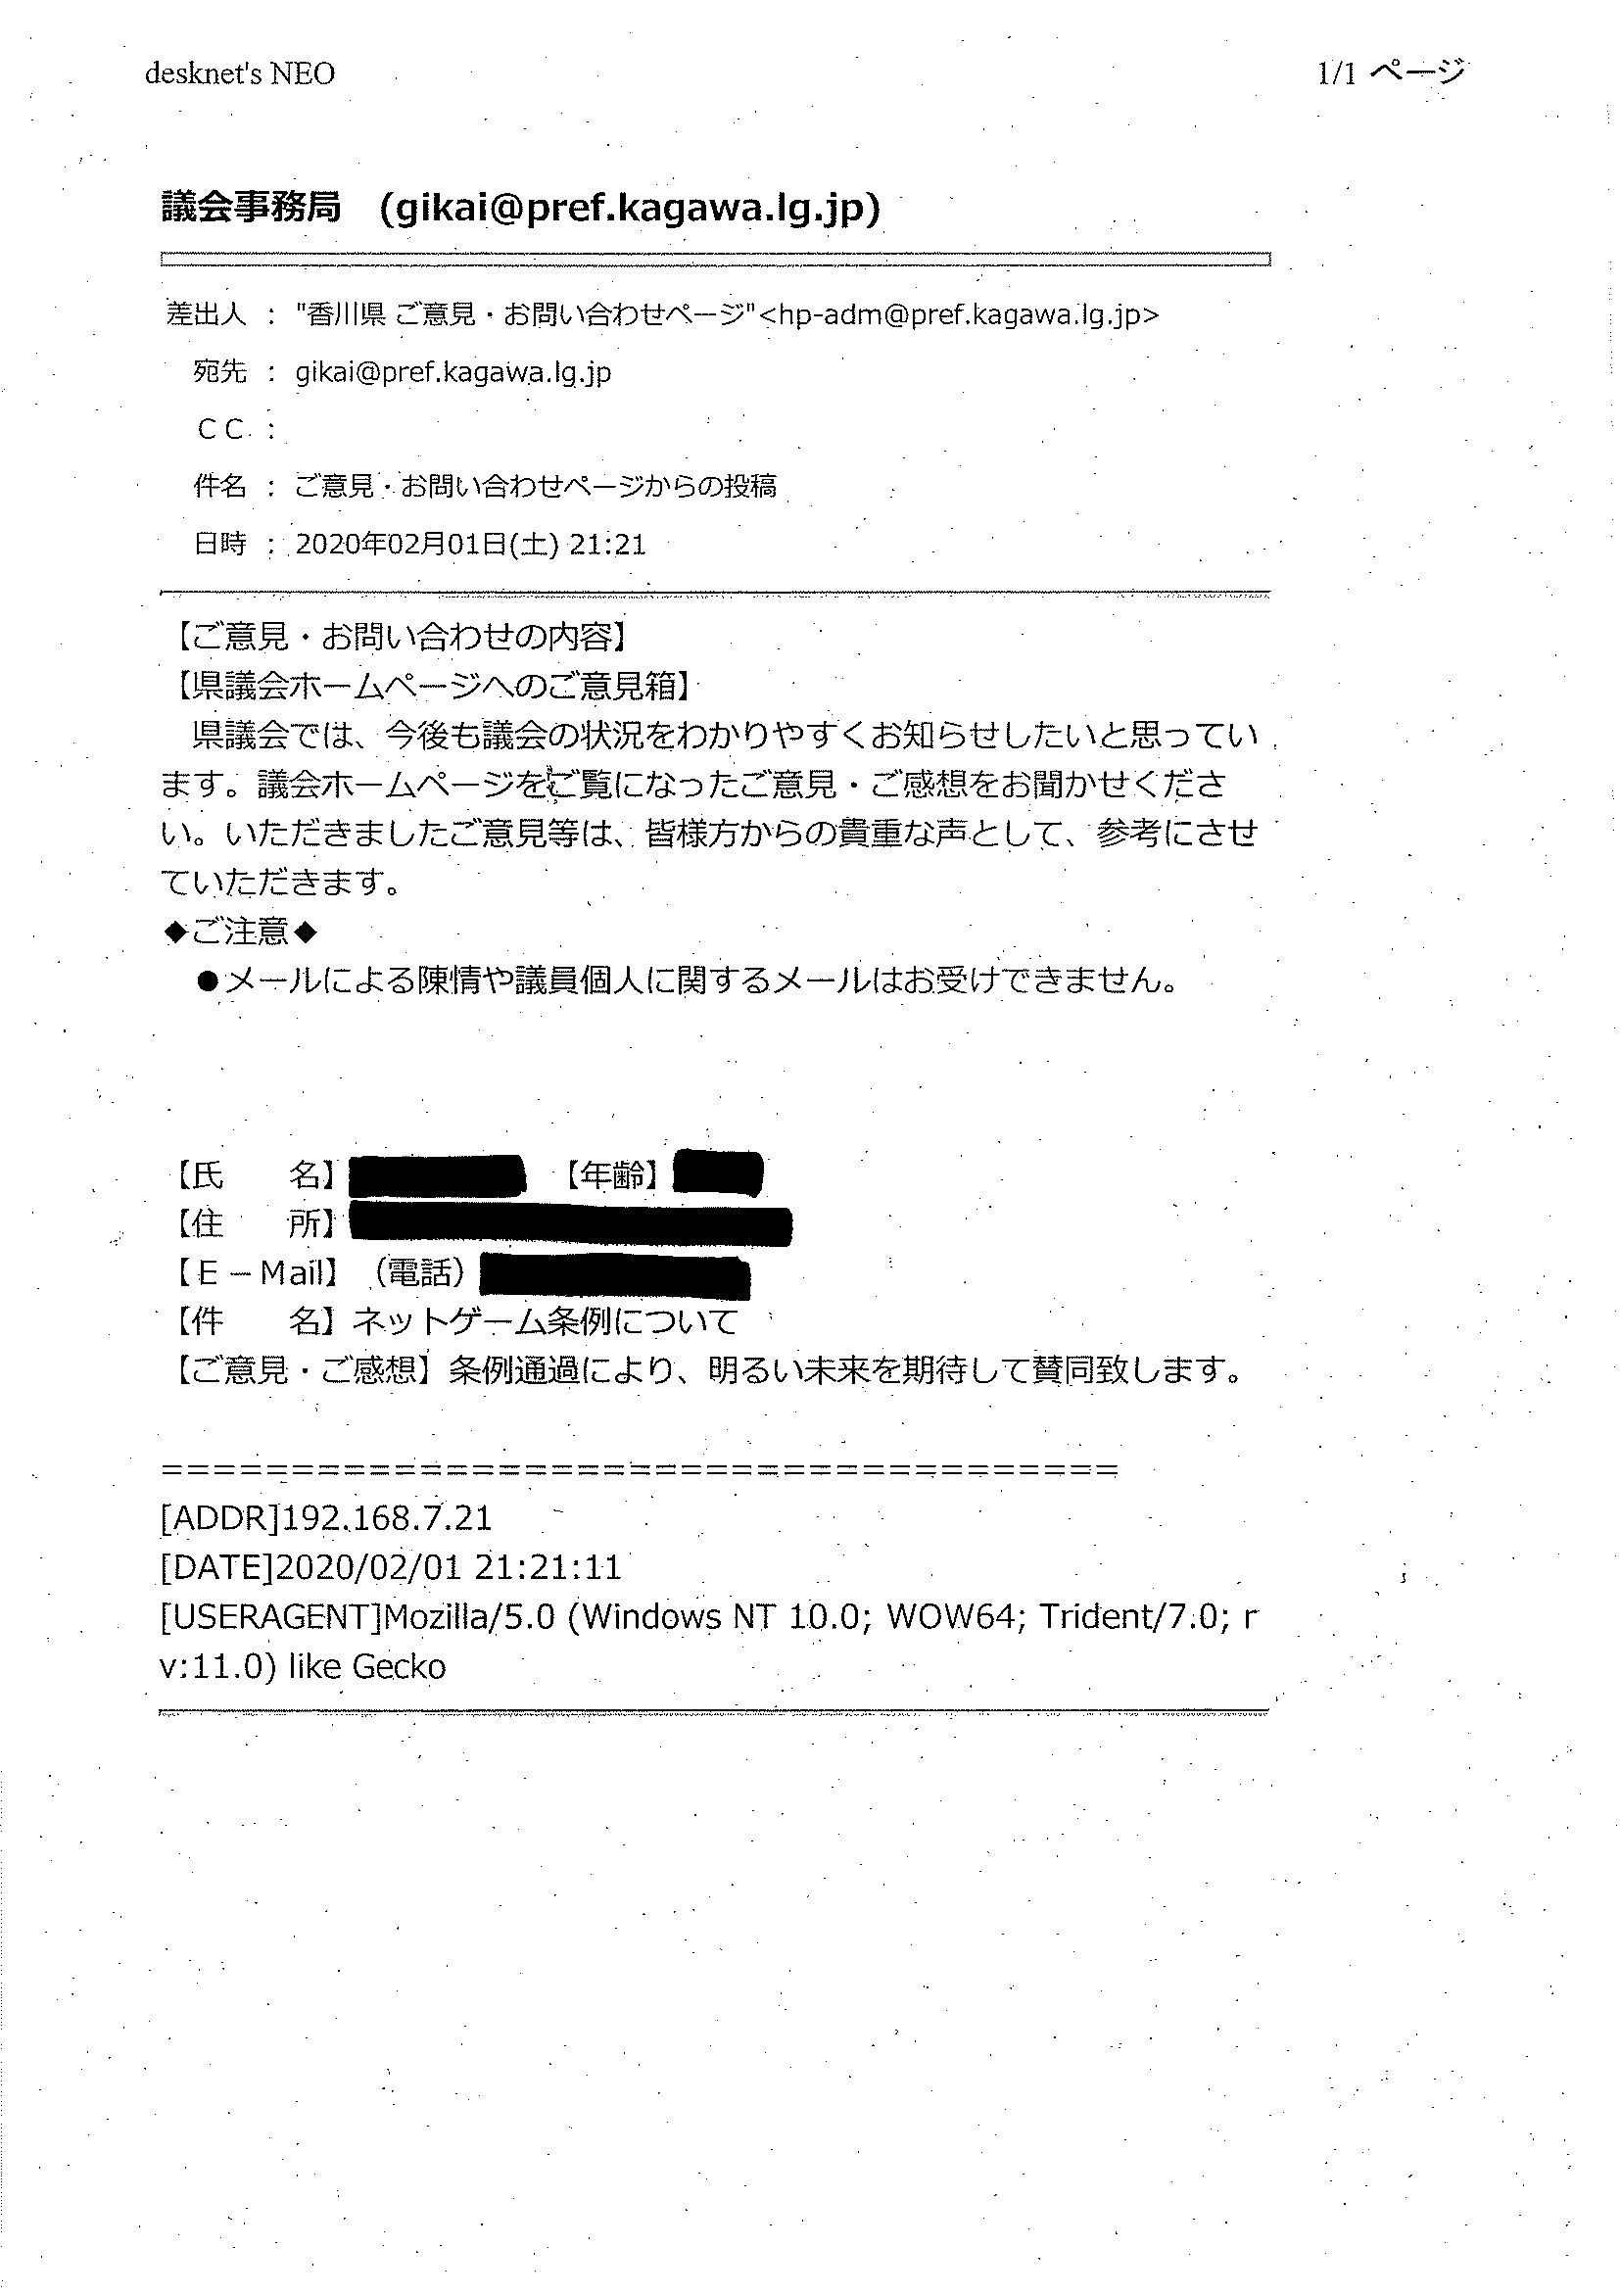 desknet's NEO
1/1 ページ
議会事務局　(gikai@pref.kagawa.lg.jp)
差出人 : "香川県 ご意見・お問い合わせページ"<hp-adm@pref.kagawa.lg.jp>
宛先 : gikai@pref.kagawa.lg.jp
ＣＣ :
件名 : ご意見・お問い合わせページからの投稿
日時 : 2020年02月01日(土) 21:21
【ご意見・お問い合わせの内容】
【県議会ホームページへのご意見箱】
　県議会では、今後も議会の状況をわかりやすくお知らせしたいと思ってい
ます。議会ホームページをご覧になったご意見・ご感想をお聞かせくださ
い。いただきましたご意見等は、皆様方からの貴重な声として、参考にさせ
ていただきます。
◆ご注意◆
　●メールによる陳情や議員個人に関するメールはお受けできません。
【氏　　名】　【年齢】
【住　　所】
【Ｅ－Mail】（電話）
【件　　名】ネットゲーム条例について
【ご意見・ご感想】条例通過により、明るい未来を期待して賛同致します。
=====================================
[ADDR]192.168.7.21
[DATE]2020/02/01 21:21:11
[USERAGENT]Mozilla/5.0 (Windows NT 10.0; WOW64; Trident/7.0; r
v:11.0) like Gecko